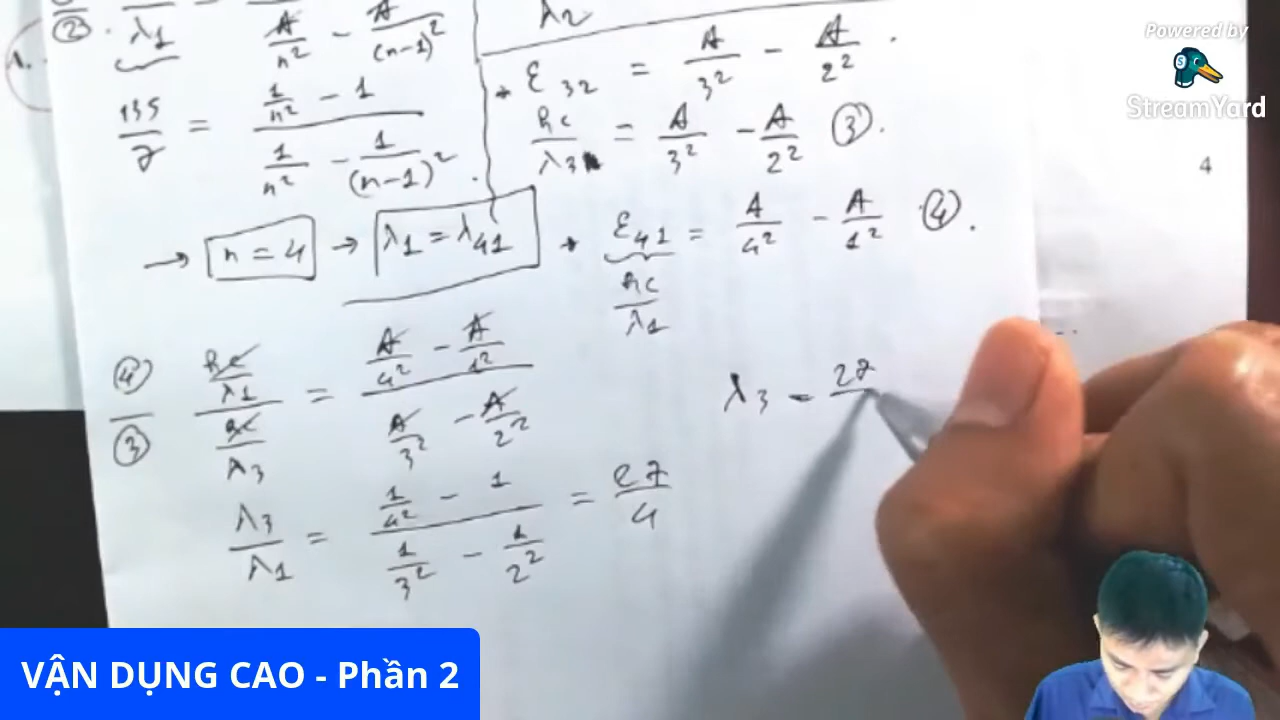 Powered by
StreamYard
4
② . λ1 A/n² - A/(n-1)²
135/7 = (1/n² - 1)/(1/n² - 1/(n-1)²) .
→ n = 4 → λ1 = λ41
λ2
* ε32 = A/3² - A/2² .
hc/λ3 = A/3² - A/2² ③ .
* ε41 = A/4² - A/1² ④ .
hc/λ1
④/③ (hc/λ1)/(hc/λ3) = (A/4² - A/1²)/(A/3² - A/2²)
λ3/λ1 = (1/4² - 1)/(1/3² - 1/2²) = 27/4
λ3 = 27
VẬN DỤNG CAO - Phần 2